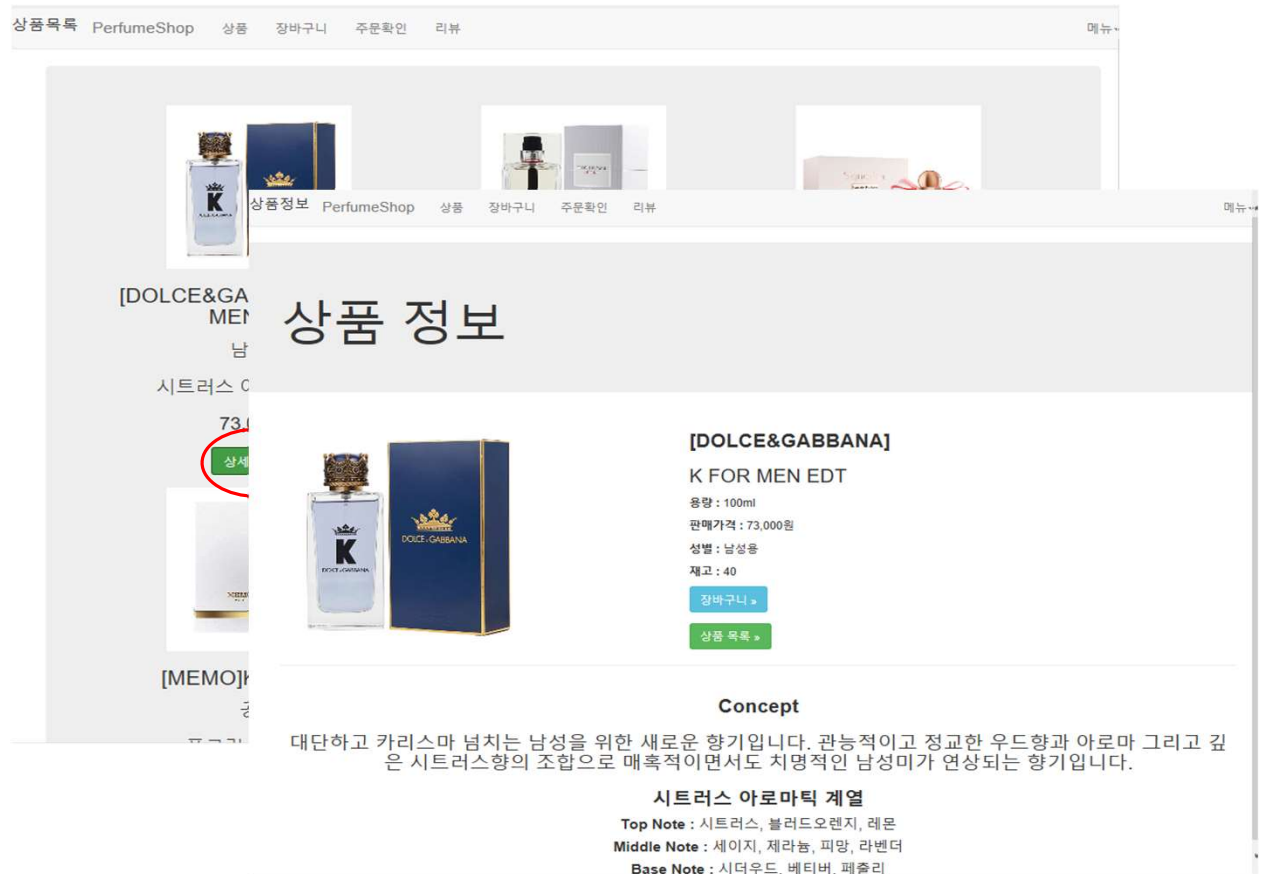 상품목록 PerfumeShop 상품 장바구니 주문확인 리뷰 메뉴
K
[DOLCE&GA
MEN
남
시트러스
73,
상세
[MEMO]
상품정보 PerfumeShop 상품 장바구니 주문확인 리뷰 메뉴
상품 정보
K
DOLCE&GABBANA
[DOLCE&GABBANA]
K FOR MEN EDT
용량 : 100ml
판매가격 : 73,000원
성별 : 남성용
재고 : 40
장바구니 »
상품 목록 »
Concept
대단하고 카리스마 넘치는 남성을 위한 새로운 향기입니다. 관능적이고 정교한 우드향과 아로마 그리고 깊
은 시트러스향의 조합으로 매혹적이면서도 치명적인 남성미가 연상되는 향기입니다.
시트러스 아로마틱 계열
Top Note : 시트러스, 블러드오렌지, 레몬
Middle Note : 세이지, 제라늄, 피망, 라벤더
Base Note : 시더우드, 베티버, 페출리